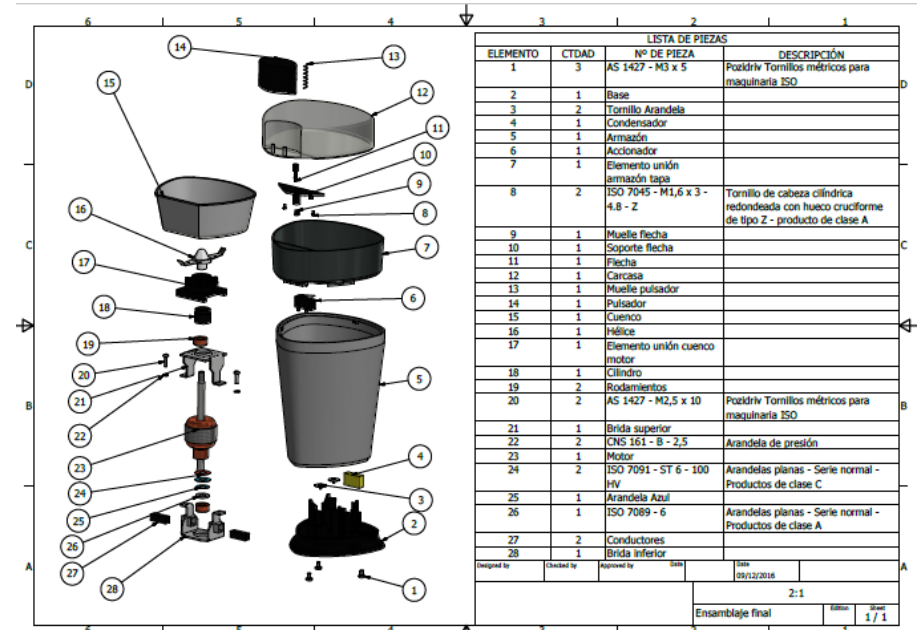 6 5 4 3 2 1
D
C
B
A
14
13
15
12
11
10
16
9
8
17
7
6
18
19
20
5
21
22
23
4
24
3
25
26
2
27
28
1
LISTA DE PIEZAS
ELEMENTO CTDAD Nº DE PIEZA DESCRIPCIÓN
1 3 AS 1427 - M3 x 5 Pozidriv Tornillos métricos para
maquinaria ISO
2 1 Base
3 2 Tornillo Arandela
4 1 Condensador
5 1 Armazón
6 1 Accionador
7 1 Elemento unión
armazón tapa
8 2 ISO 7045 - M1,6 x 3 - Tornillo de cabeza cilíndrica
4.8 - Z redondeada con hueco cruciforme
de tipo Z - producto de clase A
9 1 Muelle flecha
10 1 Soporte flecha
11 1 Flecha
12 1 Carcasa
13 1 Muelle pulsador
14 1 Pulsador
15 1 Cuenco
16 1 Hélice
17 1 Elemento unión cuenco
motor
18 1 Cilindro
19 2 Rodamientos
20 2 AS 1427 - M2,5 x 10 Pozidriv Tornillos métricos para
maquinaria ISO
21 1 Brida superior
22 2 CNS 161 - B - 2,5 Arandela de presión
23 1 Motor
24 2 ISO 7091 - ST 6 - 100 Arandelas planas - Serie normal -
HV Productos de clase C
25 1 Arandela Azul
26 1 ISO 7089 - 6 Arandelas planas - Serie normal -
Productos de clase A
27 2 Conductores
28 1 Brida inferior
Designed by Checked by Approved by Date Date
09/12/2016
2:1
Ensamblaje final Edition Sheet
1 / 1
D
C
B
A
6 5 4 3 2 1